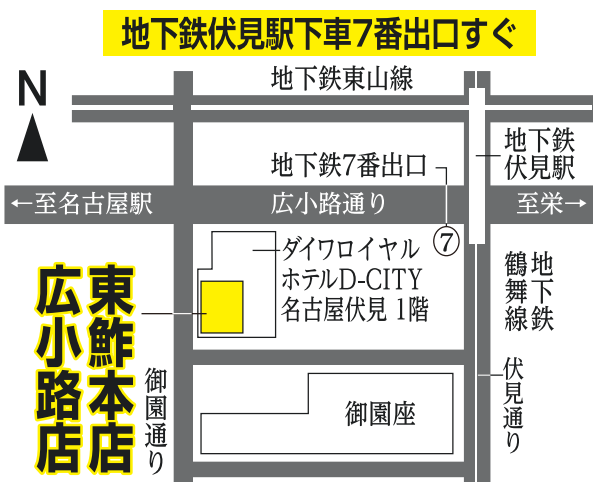 地下鉄伏見駅下車7番出口すぐ
N
地下鉄東山線
地下鉄
伏見駅
地下鉄7番出口
←至名古屋駅
広小路通り
至栄→
⑦
ダイワロイヤル
ホテルD-CITY
名古屋伏見 1階
地下鉄
鶴舞線
東鮓本店
広小路店
御園通り
御園座
伏見通り